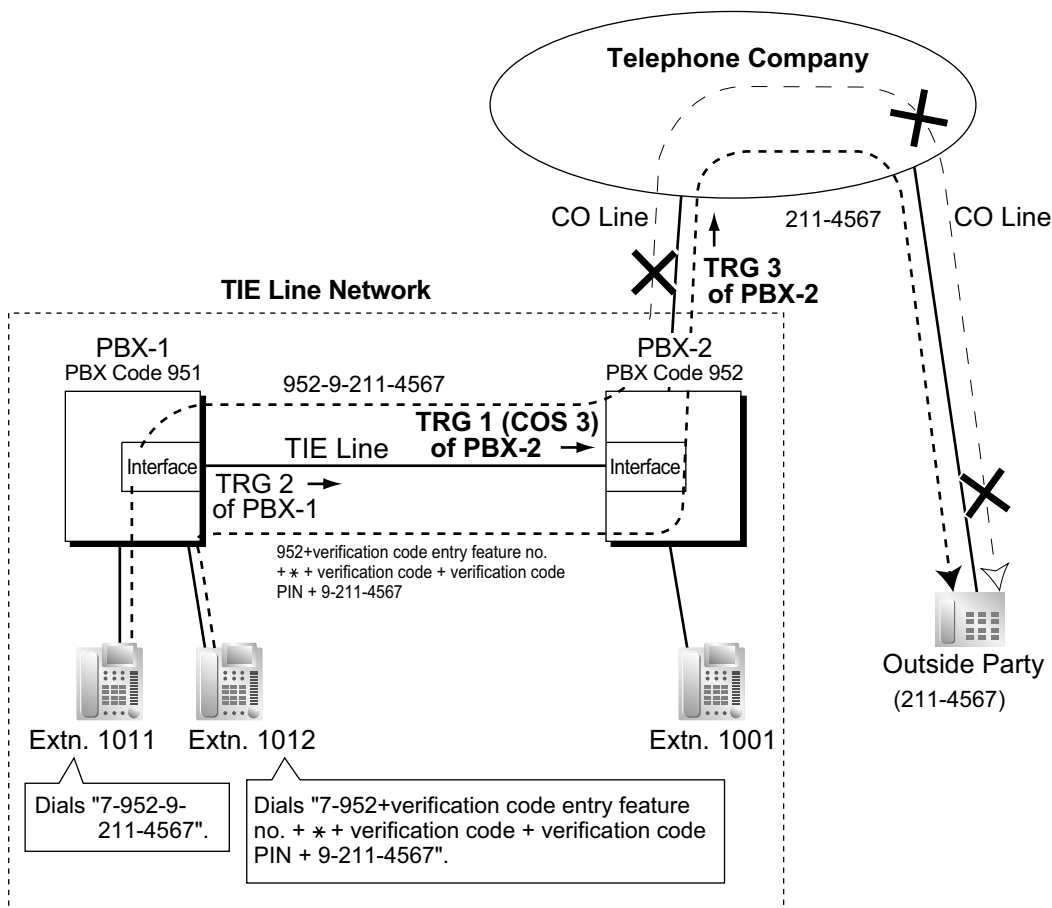 Telephone Company
CO Line
211-4567
CO Line
TRG 3
of PBX-2
TIE Line Network
PBX-1
PBX Code 951
PBX-2
PBX Code 952
952-9-211-4567
TRG 1 (COS 3)
of PBX-2
TIE Line
Interface
Interface
TRG 2
of PBX-1
952+verification code entry feature no.
+ * + verification code + verification code
PIN + 9-211-4567
Outside Party
(211-4567)
Extn. 1011
Extn. 1012
Extn. 1001
Dials "7-952-9-
211-4567".
Dials "7-952+verification code entry feature
no. + * + verification code + verification code
PIN + 9-211-4567".